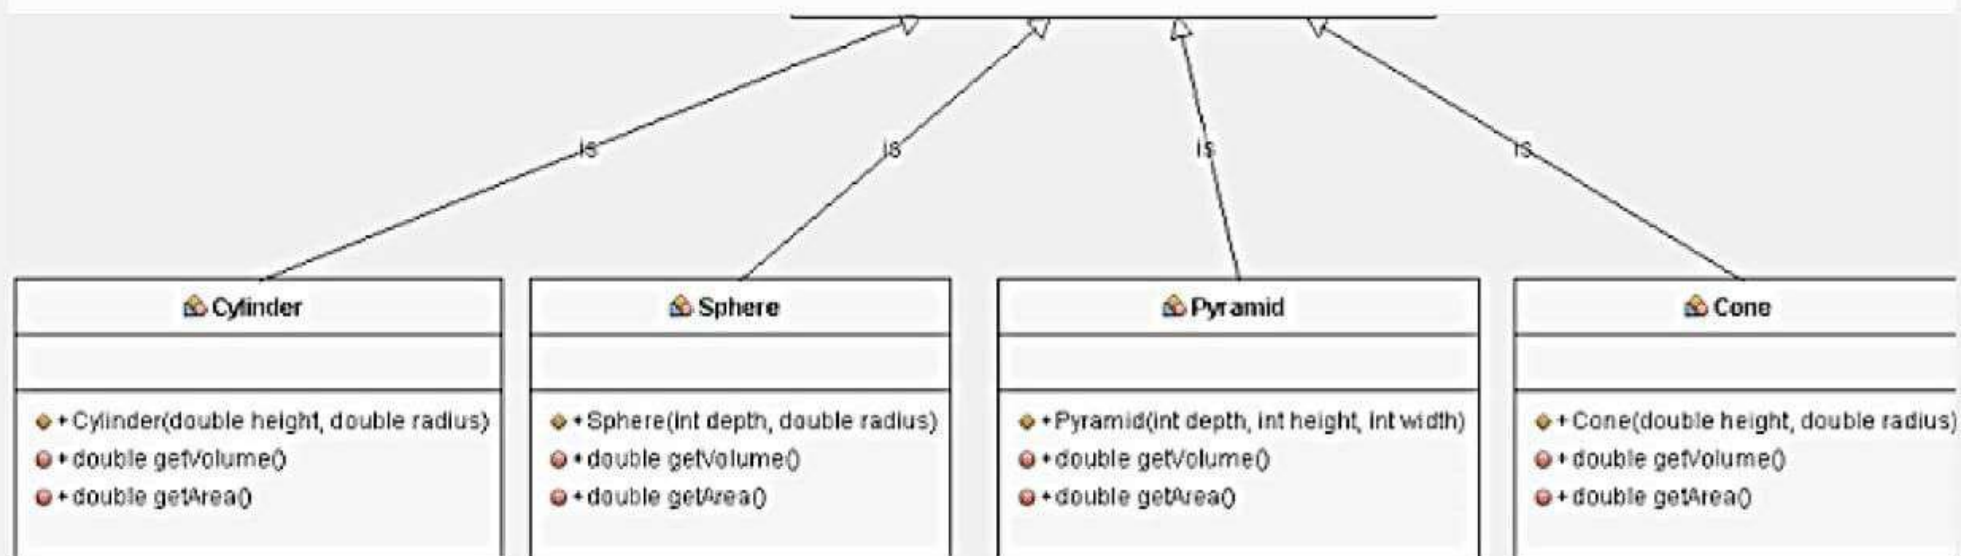 is is is is
Cylinder
+ Cylinder(double height, double radius)
+ double getVolume()
+ double getArea()
Sphere
+ Sphere(int depth, double radius)
+ double getVolume()
+ double getArea()
Pyramid
+ Pyramid(int depth, int height, int width)
+ double getVolume()
+ double getArea()
Cone
+ Cone(double height, double radius)
+ double getVolume()
+ double getArea()